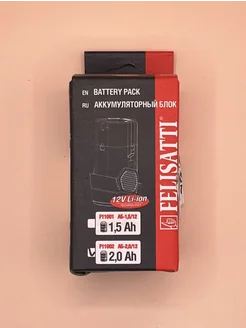 EN BATTERY PACK
RU АККУМУЛЯТОРНЫЙ БЛОК
FELISATTI
12V Li-Ion
P11001 АБ-1,5/12
1,5 Ah
P11002 АБ-2,0/12
2,0 Ah